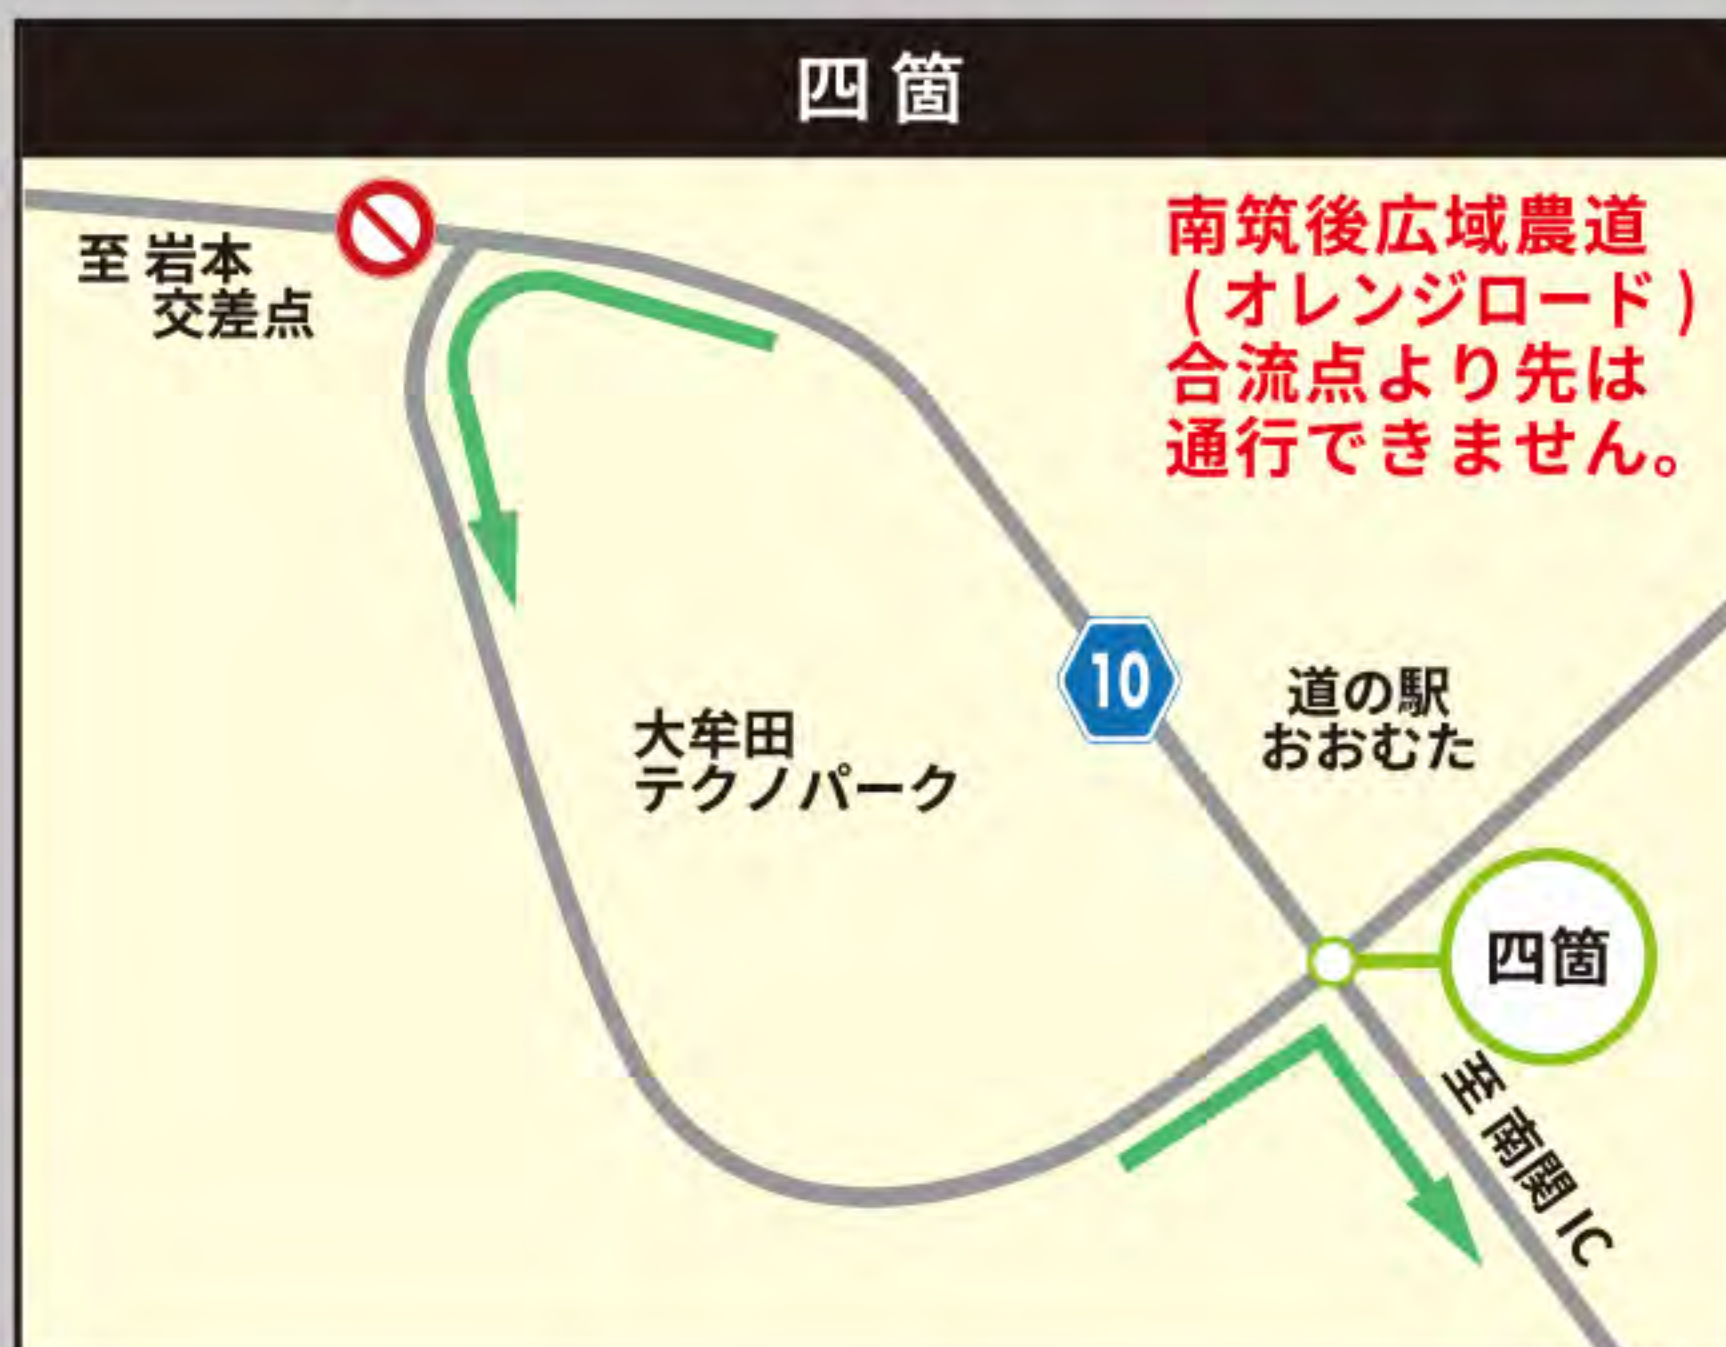 四箇
至 岩本
交差点
南筑後広域農道
(オレンジロード)
合流点より先は
通行できません。
10
道の駅
おおむた
大牟田
テクノパーク
四箇
至 南関 IC